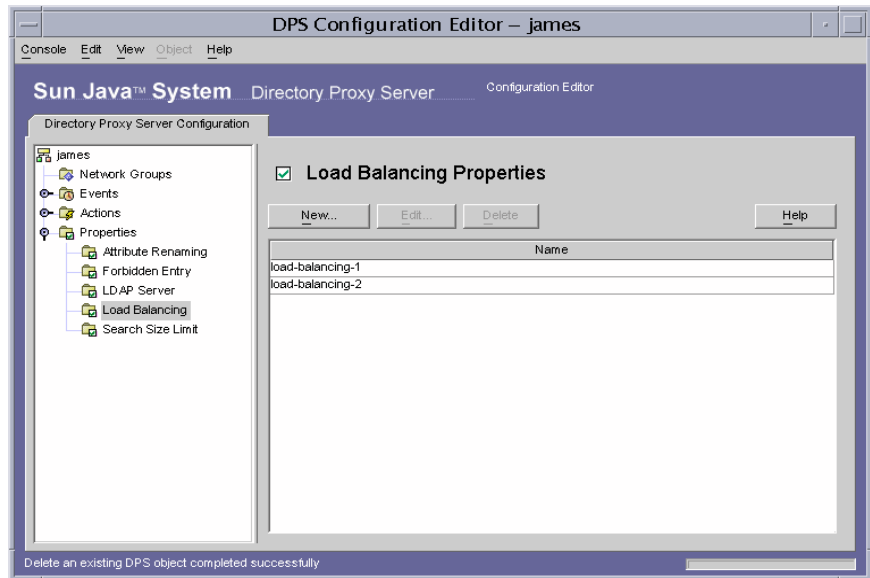 DPS Configuration Editor – james
Console Edit View Object Help
Sun Java™ System Directory Proxy Server Configuration Editor
Directory Proxy Server Configuration
james
Network Groups
Events
Actions
Properties
Attribute Renaming
Forbidden Entry
LDAP Server
Load Balancing
Search Size Limit
Load Balancing Properties
New... Edit... Delete Help
Name
load-balancing-1
load-balancing-2
Delete an existing DPS object completed successfully